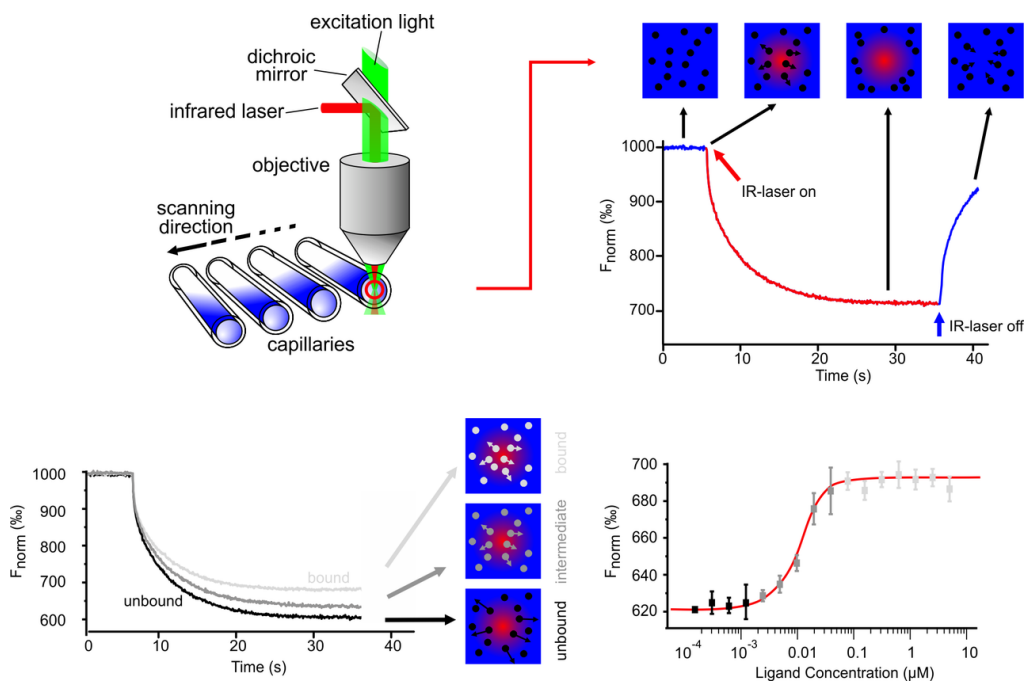 excitation light
dichroic
mirror
infrared laser
objective
scanning
direction
capillaries
1000
900
800
700
F norm (‰)
IR-laser on
IR-laser off
0
10
20
30
40
Time (s)
1000
900
800
700
600
F norm (‰)
bound
unbound
0
10
20
30
40
Time (s)
bound
intermediate
unbound
700
680
660
640
620
F norm (‰)
10⁻⁴
10⁻³
0.01
0.1
1
10
Ligand Concentration (µM)